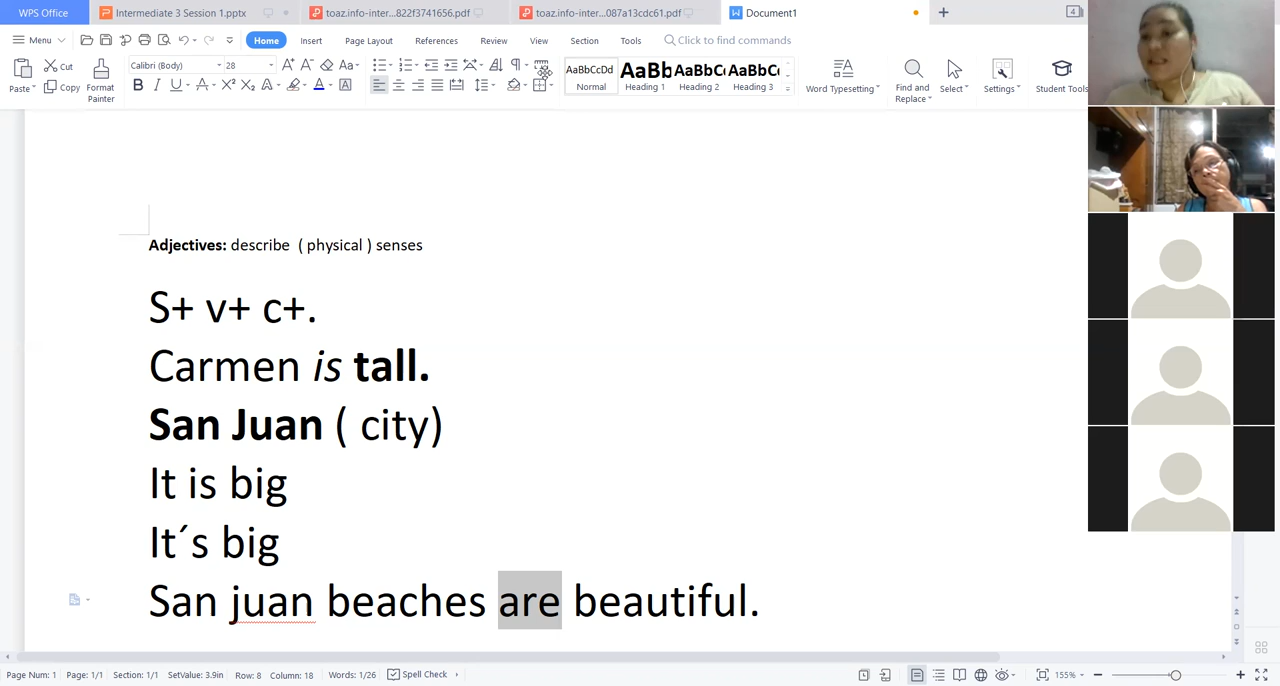 WPS Office Intermediate 3 Session 1.pptx toaz.info-inter...822f3741656.pdf toaz.info-inter...087a13cdc61.pdf Document1 4
Menu Home Insert Page Layout References Review View Section Tools Click to find commands
Cut Calibri (Body) 28 AaBbCcDd AaBb AaBbC AaBbC
Paste Copy Format Painter Normal Heading 1 Heading 2 Heading 3 Word Typesetting Find and Replace Select Settings Student Tools
Adjectives: describe ( physical ) senses
S+ v+ c+.
Carmen is tall.
San Juan ( city)
It is big
It´s big
San juan beaches are beautiful.
Page Num: 1 Page: 1/1 Section: 1/1 SetValue: 3.9in Row: 8 Column: 18 Words: 1/26 Spell Check 155%